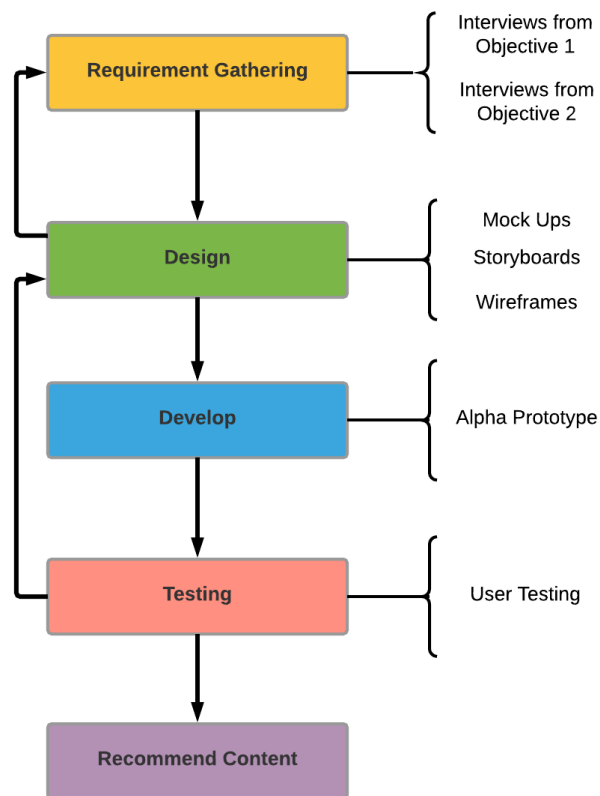 Requirement Gathering
Interviews from
Objective 1
Interviews from
Objective 2
Design
Mock Ups
Storyboards
Wireframes
Develop
Alpha Prototype
Testing
User Testing
Recommend Content